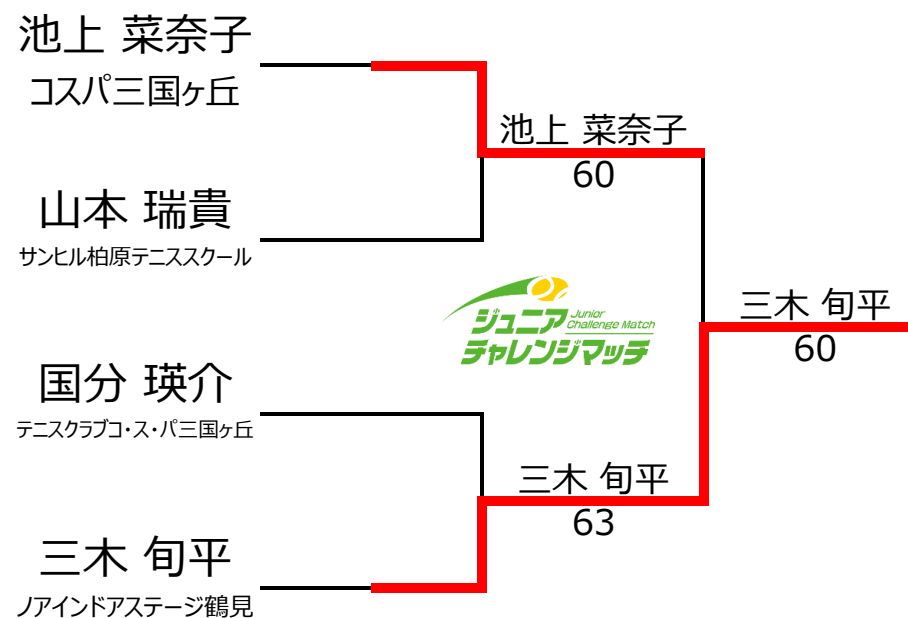 池上 菜奈子
コスパ三国ヶ丘
山本 瑞貴
サンヒル柏原テニススクール
国分 瑛介
テニスクラブコ・ス・パ三国ヶ丘
三木 旬平
ノアインドアステージ鶴見
池上 菜奈子
60
ジュニア
Junior
Challenge Match
チャレンジマッチ
三木 旬平
63
三木 旬平
60